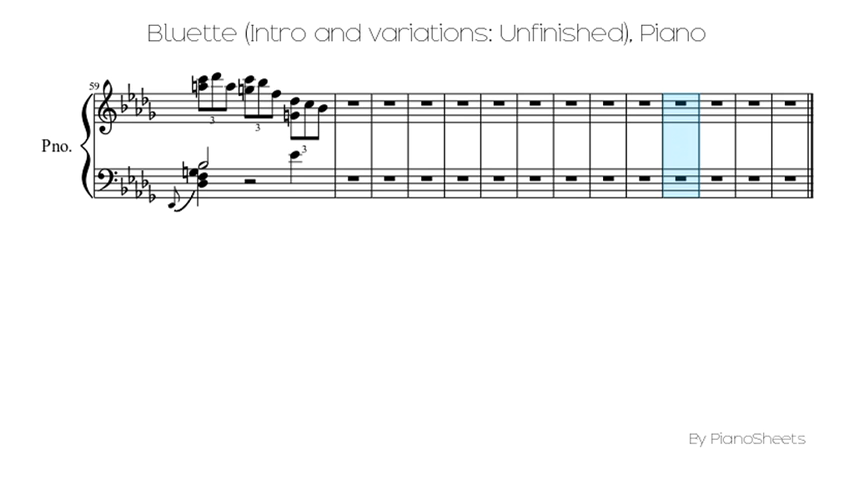 Bluette (Intro and variations: Unfinished), Piano
59
3
3
Pno.
3
By PianoSheets